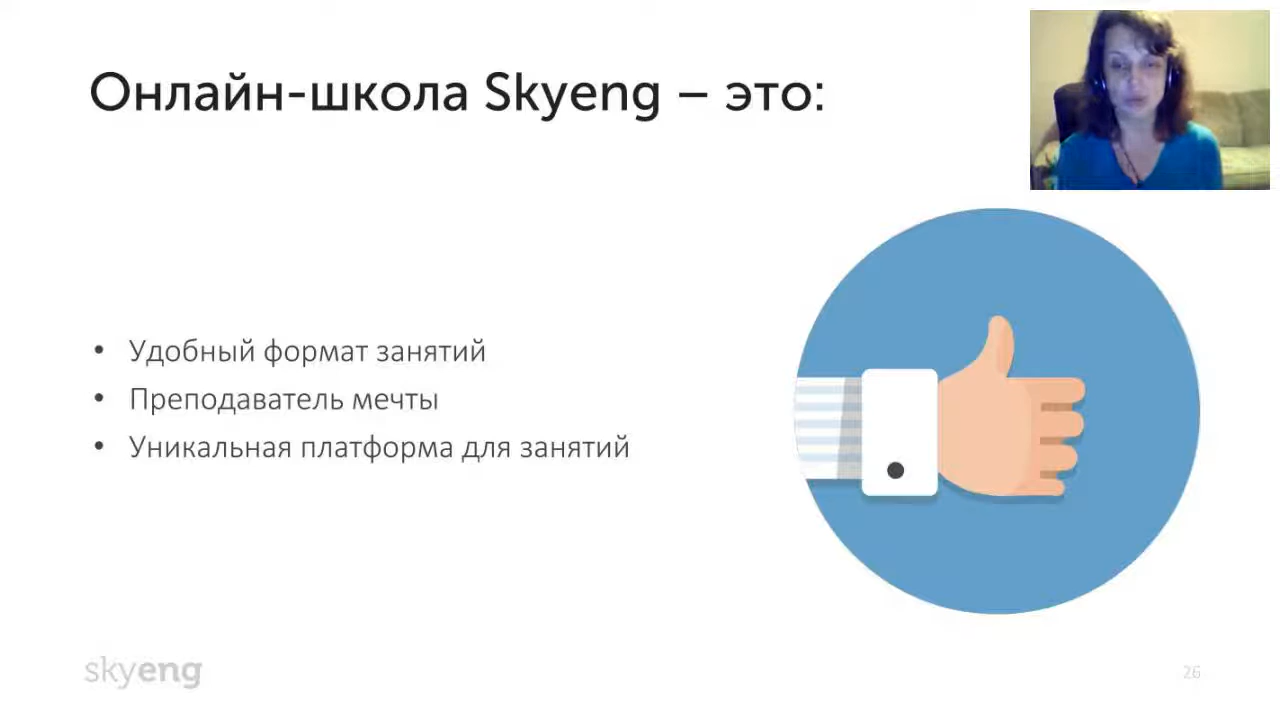 Онлайн-школа Skyeng – это:
• Удобный формат занятий
• Преподаватель мечты
• Уникальная платформа для занятий
skyeng
26